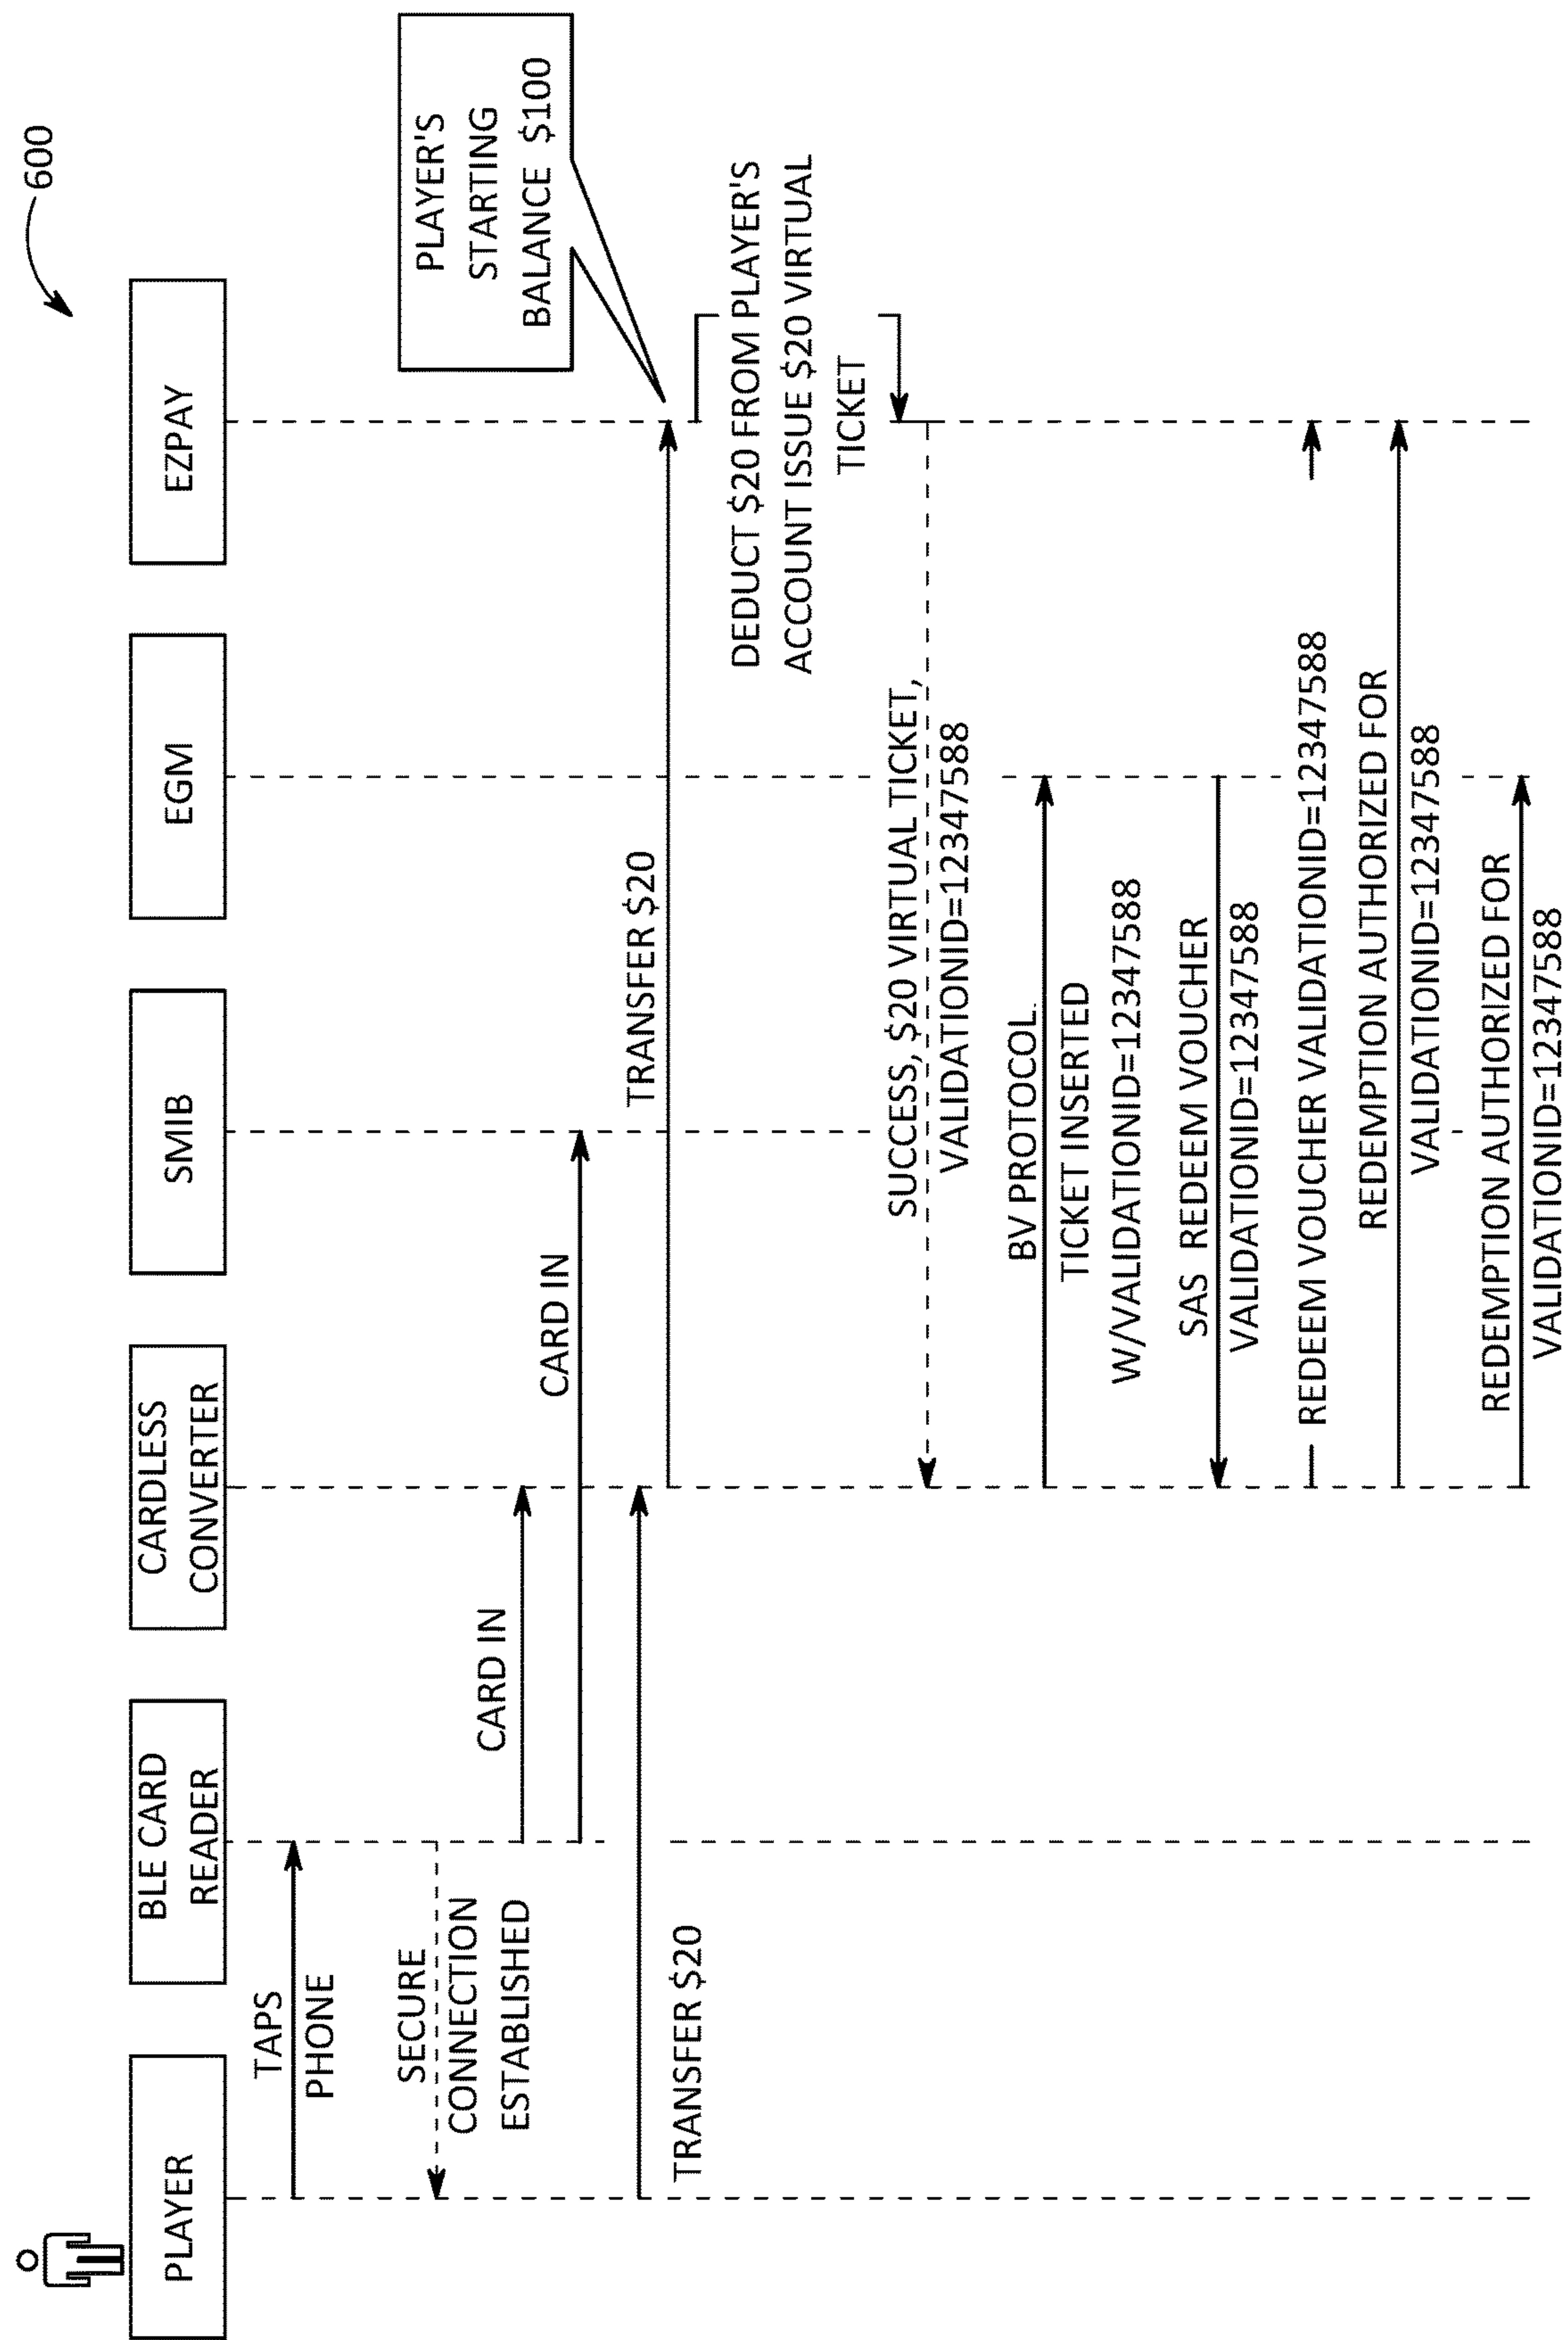 600
PLAYER
BLE CARD
READER
CARDLESS
CONVERTER
SMIB
EGM
EZPAY
TAPS
PHONE
SECURE
CONNECTION
ESTABLISHED
CARD IN
CARD IN
TRANSFER $20
TRANSFER $20
PLAYER'S
STARTING
BALANCE $100
DEDUCT $20 FROM PLAYER'S
ACCOUNT ISSUE $20 VIRTUAL
TICKET
SUCCESS, $20 VIRTUAL TICKET,
VALIDATIONID=12347588
BV PROTOCOL.
TICKET INSERTED
W/VALIDATIONID=12347588
SAS REDEEM VOUCHER
VALIDATIONID=12347588
REDEEM VOUCHER VALIDATIONID=12347588
REDEMPTION AUTHORIZED FOR
VALIDATIONID=12347588
REDEMPTION AUTHORIZED FOR
VALIDATIONID=12347588